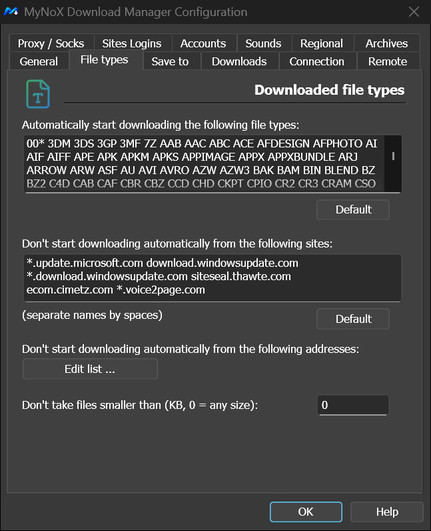 MyNoX Download Manager Configuration
Proxy / Socks Sites Logins Accounts Sounds Regional Archives
General File types Save to Downloads Connection Remote
T
Downloaded file types
Automatically start downloading the following file types:
00* 3DM 3DS 3GP 3MF 7Z AAB AAC ABC ACE AFDESIGN AFPHOTO AI
AIF AIFF APE APK APKM APKS APPIMAGE APPX APPXBUNDLE ARJ
ARROW ARW ASF AU AVI AVRO AZW AZW3 BAK BAM BIN BLEND BZ
BZ2 C4D CAB CAF CBR CBZ CCD CHD CKPT CPIO CR2 CR3 CRAM CSO
Default
Don't start downloading automatically from the following sites:
*.update.microsoft.com download.windowsupdate.com
*.download.windowsupdate.com siteseal.thawte.com
ecom.cimetz.com *.voice2page.com
(separate names by spaces)
Default
Don't start downloading automatically from the following addresses:
Edit list ...
Don't take files smaller than (KB, 0 = any size): 0
OK Help